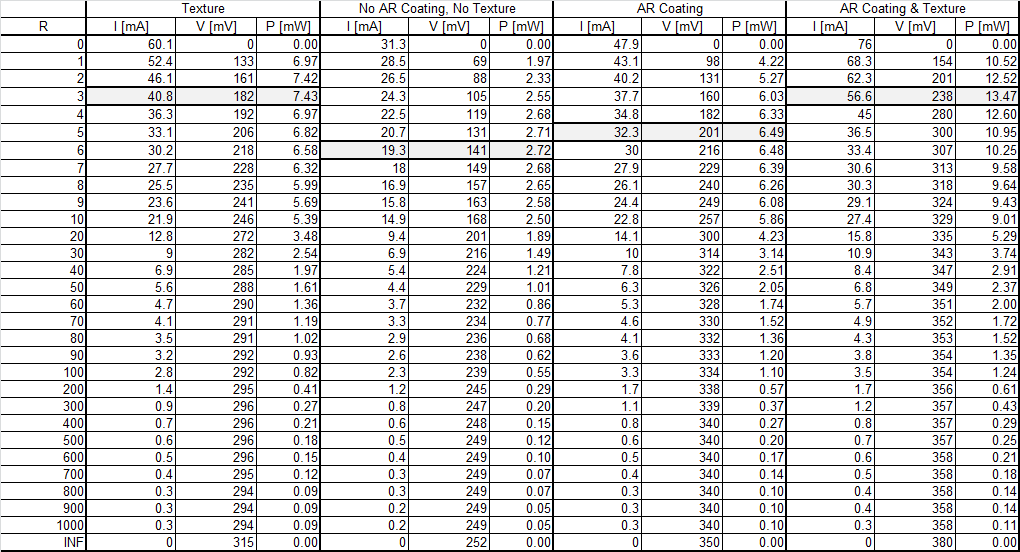 Texture No AR Coating, No Texture AR Coating AR Coating & Texture
R I [mA] V [mV] P [mW] I [mA] V [mV] P [mW] I [mA] V [mV] P [mW] I [mA] V [mV] P [mW]
0 60.1 0 0.00 31.3 0 0.00 47.9 0 0.00 76 0 0.00
1 52.4 133 6.97 28.5 69 1.97 43.1 98 4.22 68.3 154 10.52
2 46.1 161 7.42 26.5 88 2.33 40.2 131 5.27 62.3 201 12.52
3 40.8 182 7.43 24.3 105 2.55 37.7 160 6.03 56.6 238 13.47
4 36.3 192 6.97 22.5 119 2.68 34.8 182 6.33 45 280 12.60
5 33.1 206 6.82 20.7 131 2.71 32.3 201 6.49 36.5 300 10.95
6 30.2 218 6.58 19.3 141 2.72 30 216 6.48 33.4 307 10.25
7 27.7 228 6.32 18 149 2.68 27.9 229 6.39 30.6 313 9.58
8 25.5 235 5.99 16.9 157 2.65 26.1 240 6.26 30.3 318 9.64
9 23.6 241 5.69 15.8 163 2.58 24.4 249 6.08 29.1 324 9.43
10 21.9 246 5.39 14.9 168 2.50 22.8 257 5.86 27.4 329 9.01
20 12.8 272 3.48 9.4 201 1.89 14.1 300 4.23 15.8 335 5.29
30 9 282 2.54 6.9 216 1.49 10 314 3.14 10.9 343 3.74
40 6.9 285 1.97 5.4 224 1.21 7.8 322 2.51 8.4 347 2.91
50 5.6 288 1.61 4.4 229 1.01 6.3 326 2.05 6.8 349 2.37
60 4.7 290 1.36 3.7 232 0.86 5.3 328 1.74 5.7 351 2.00
70 4.1 291 1.19 3.3 234 0.77 4.6 330 1.52 4.9 352 1.72
80 3.5 291 1.02 2.9 236 0.68 4.1 332 1.36 4.3 353 1.52
90 3.2 292 0.93 2.6 238 0.62 3.6 333 1.20 3.8 354 1.35
100 2.8 292 0.82 2.3 239 0.55 3.3 334 1.10 3.5 354 1.24
200 1.4 295 0.41 1.2 245 0.29 1.7 338 0.57 1.7 356 0.61
300 0.9 296 0.27 0.8 247 0.20 1.1 339 0.37 1.2 357 0.43
400 0.7 296 0.21 0.6 248 0.15 0.8 340 0.27 0.8 357 0.29
500 0.6 296 0.18 0.5 249 0.12 0.6 340 0.20 0.7 357 0.25
600 0.5 296 0.15 0.4 249 0.10 0.5 340 0.17 0.6 358 0.21
700 0.4 295 0.12 0.3 249 0.07 0.4 340 0.14 0.5 358 0.18
800 0.3 294 0.09 0.3 249 0.07 0.3 340 0.10 0.4 358 0.14
900 0.3 294 0.09 0.2 249 0.05 0.3 340 0.10 0.4 358 0.14
1000 0.3 294 0.09 0.2 249 0.05 0.3 340 0.10 0.3 358 0.11
INF 0 315 0.00 0 252 0.00 0 350 0.00 0 380 0.00